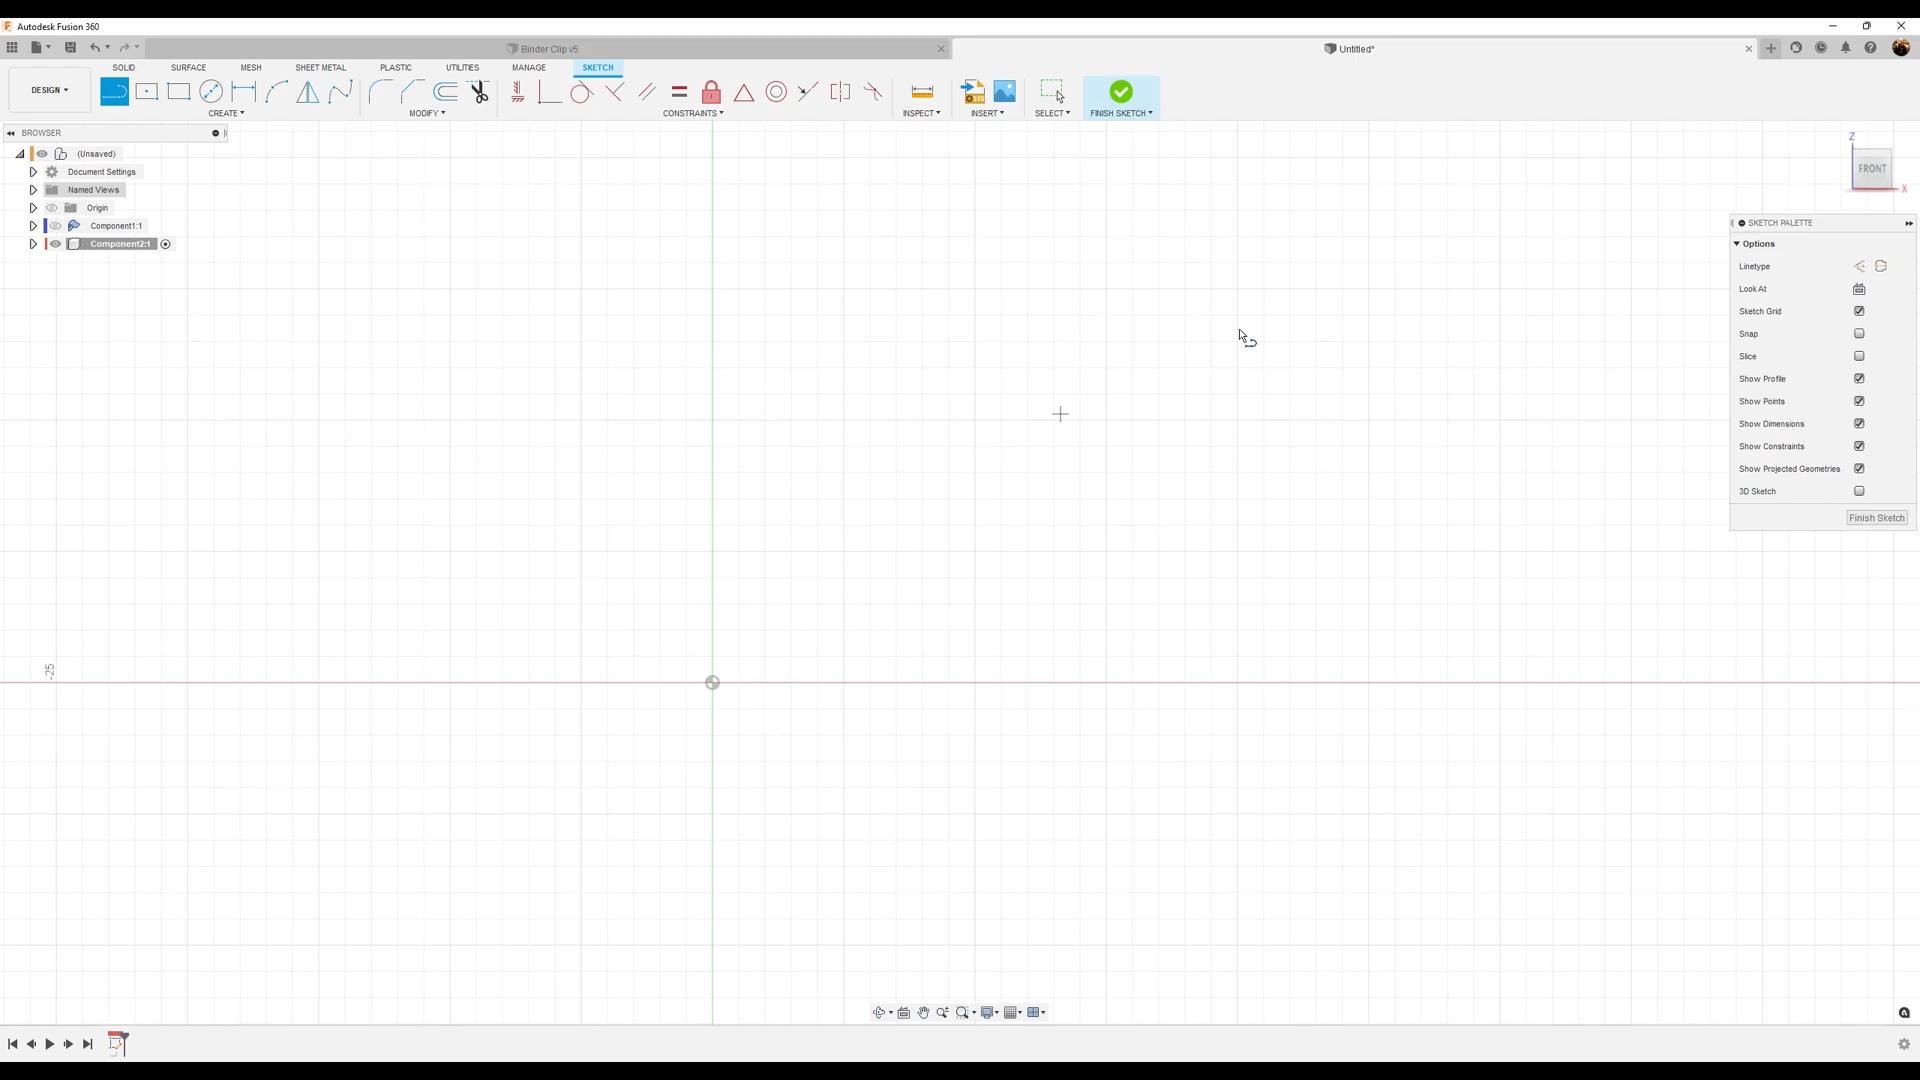 Autodesk Fusion 360
Binder Clip v5
Untitled*
DESIGN
SOLID SURFACE MESH SHEET METAL PLASTIC UTILITIES MANAGE SKETCH
CREATE MODIFY CONSTRAINTS INSPECT INSERT SELECT FINISH SKETCH
BROWSER
(Unsaved)
Document Settings
Named Views
Origin
Component1:1
Component2:1
Z
FRONT
X
SKETCH PALETTE
Options
Linetype
Look At
Sketch Grid
Snap
Slice
Show Profile
Show Points
Show Dimensions
Show Constraints
Show Projected Geometries
3D Sketch
Finish Sketch
-25